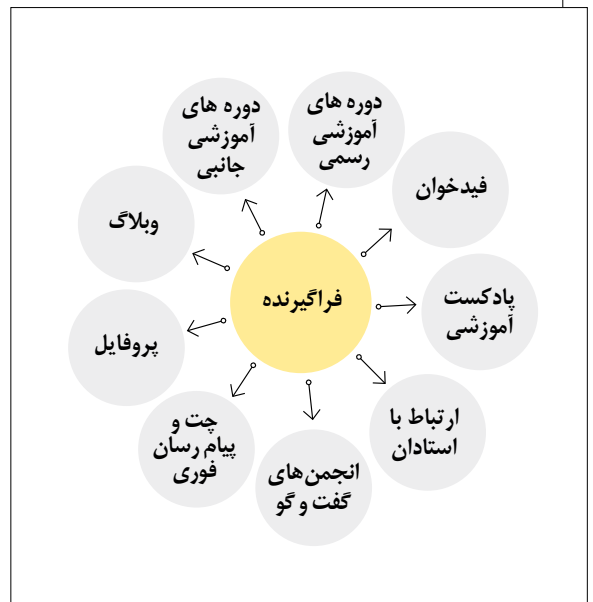 دوره های
آموزشی
رسمی
دوره های
آموزشی
جانبی
فیدخوان
وبلاگ
فراگیرنده
پادکست
آموزشی
پروفایل
ارتباط با
استادان
چت و
پیام رسان
فوری
انجمن‌های
گفت و گو